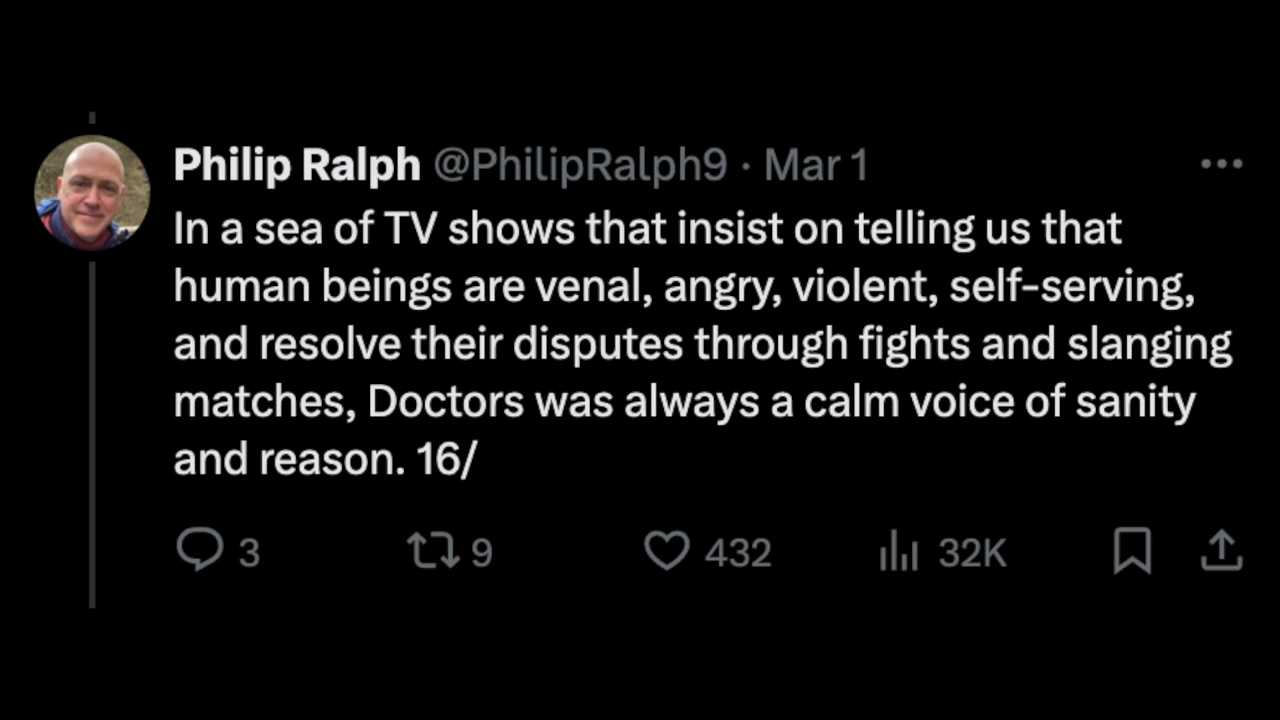 Philip Ralph @PhilipRalph9 · Mar 1
In a sea of TV shows that insist on telling us that
human beings are venal, angry, violent, self-serving,
and resolve their disputes through fights and slanging
matches, Doctors was always a calm voice of sanity
and reason. 16/
3 9 432 32K